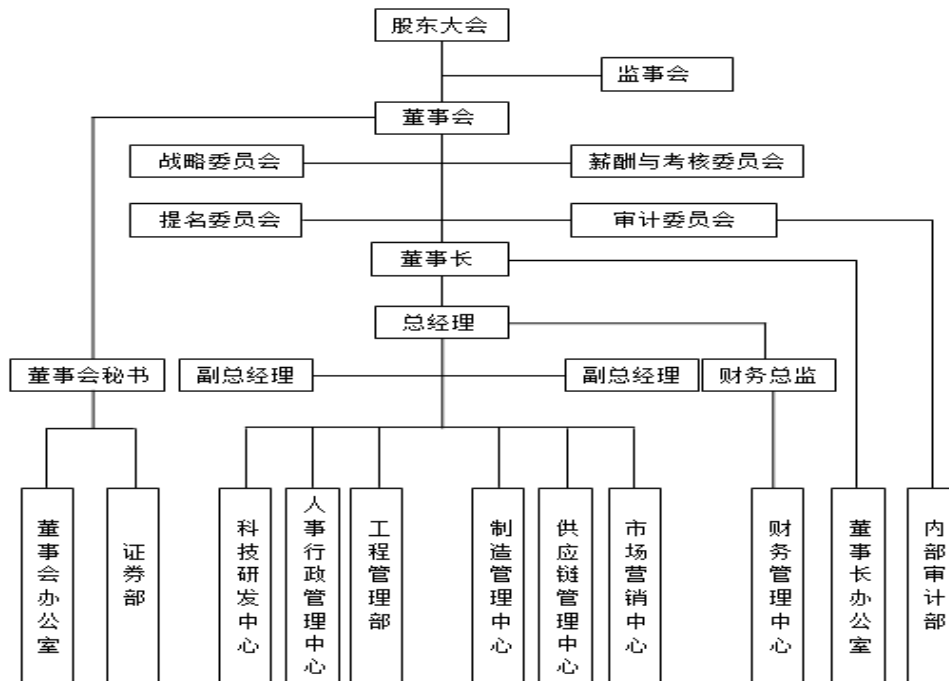 股东大会
监事会
董事会
战略委员会
薪酬与考核委员会
提名委员会
审计委员会
董事长
总经理
董事会秘书
副总经理
副总经理
财务总监
董事会办公室
证券部
科技研发中心
人事行政管理中心
工程管理部
制造管理中心
供应链管理中心
市场营销中心
财务管理中心
董事长办公室
内部审计部